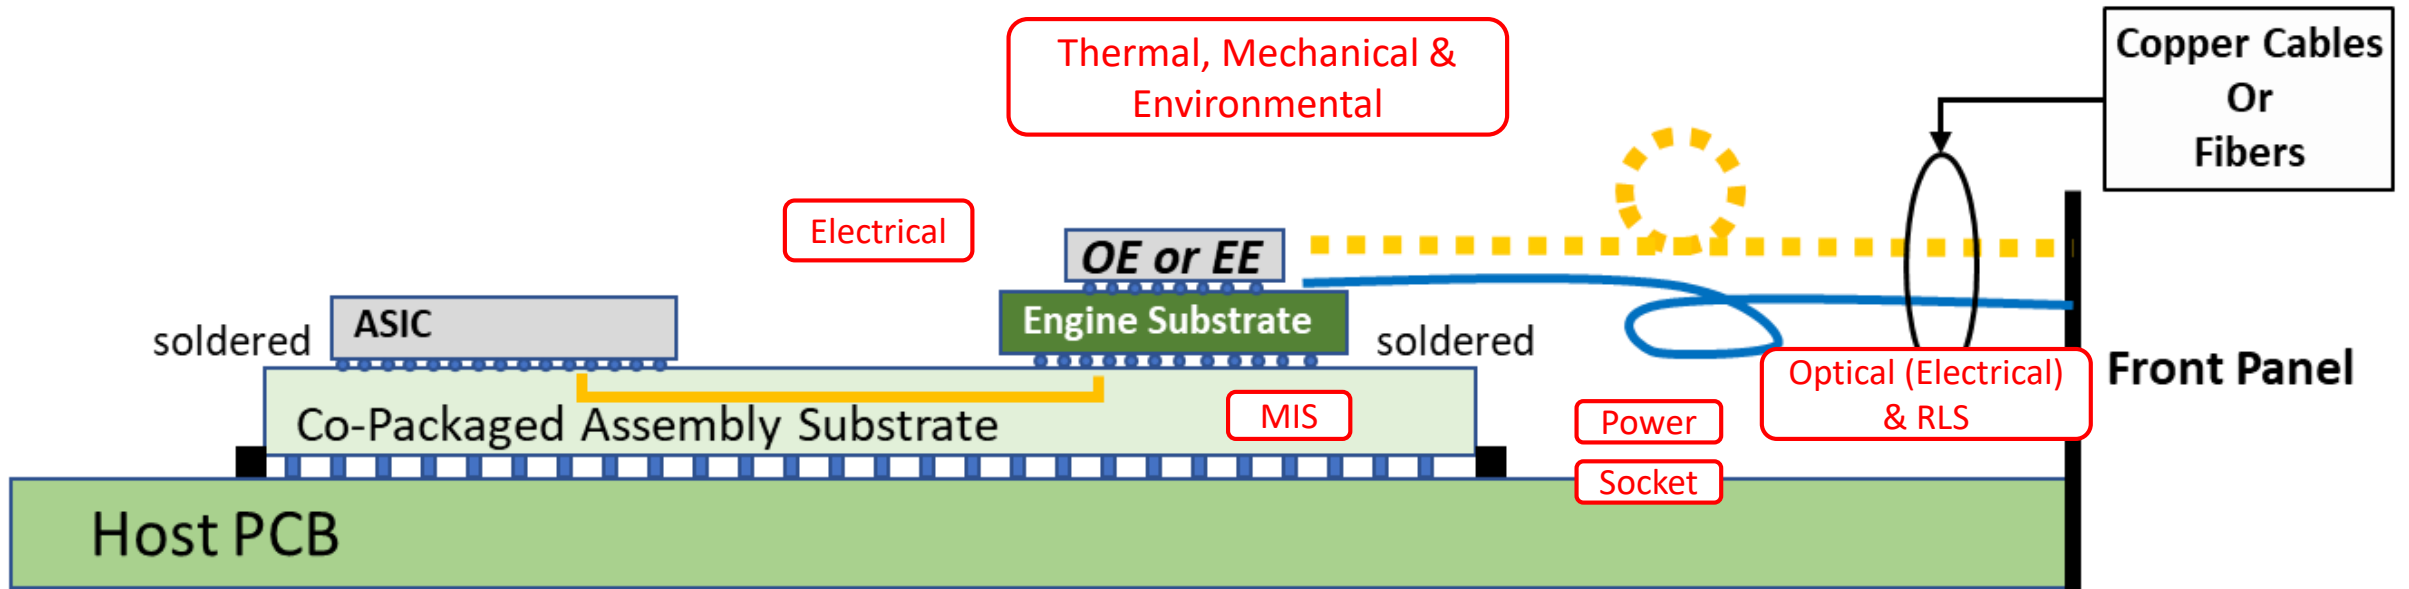 Thermal, Mechanical &
Environmental
Copper Cables
Or
Fibers
Electrical
OE or EE
ASIC
soldered
Engine Substrate
soldered
Optical (Electrical)
& RLS
Front Panel
Co-Packaged Assembly Substrate
MIS
Power
Socket
Host PCB